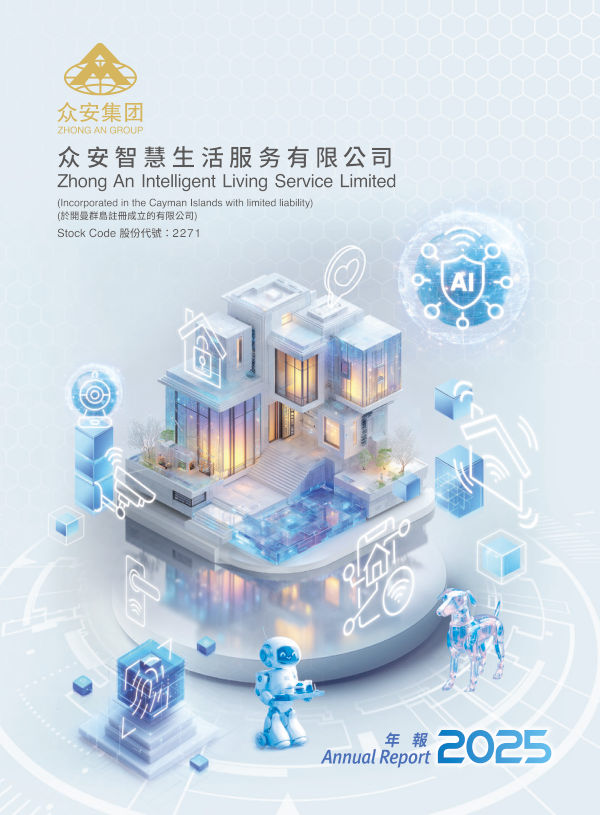 众安集团
ZHONG AN GROUP
众安智慧生活服务有限公司
Zhong An Intelligent Living Service Limited
(Incorporated in the Cayman Islands with limited liability)
(於開曼群島註冊成立的有限公司)
Stock Code 股份代號：2271
AI
年報
Annual Report 2025